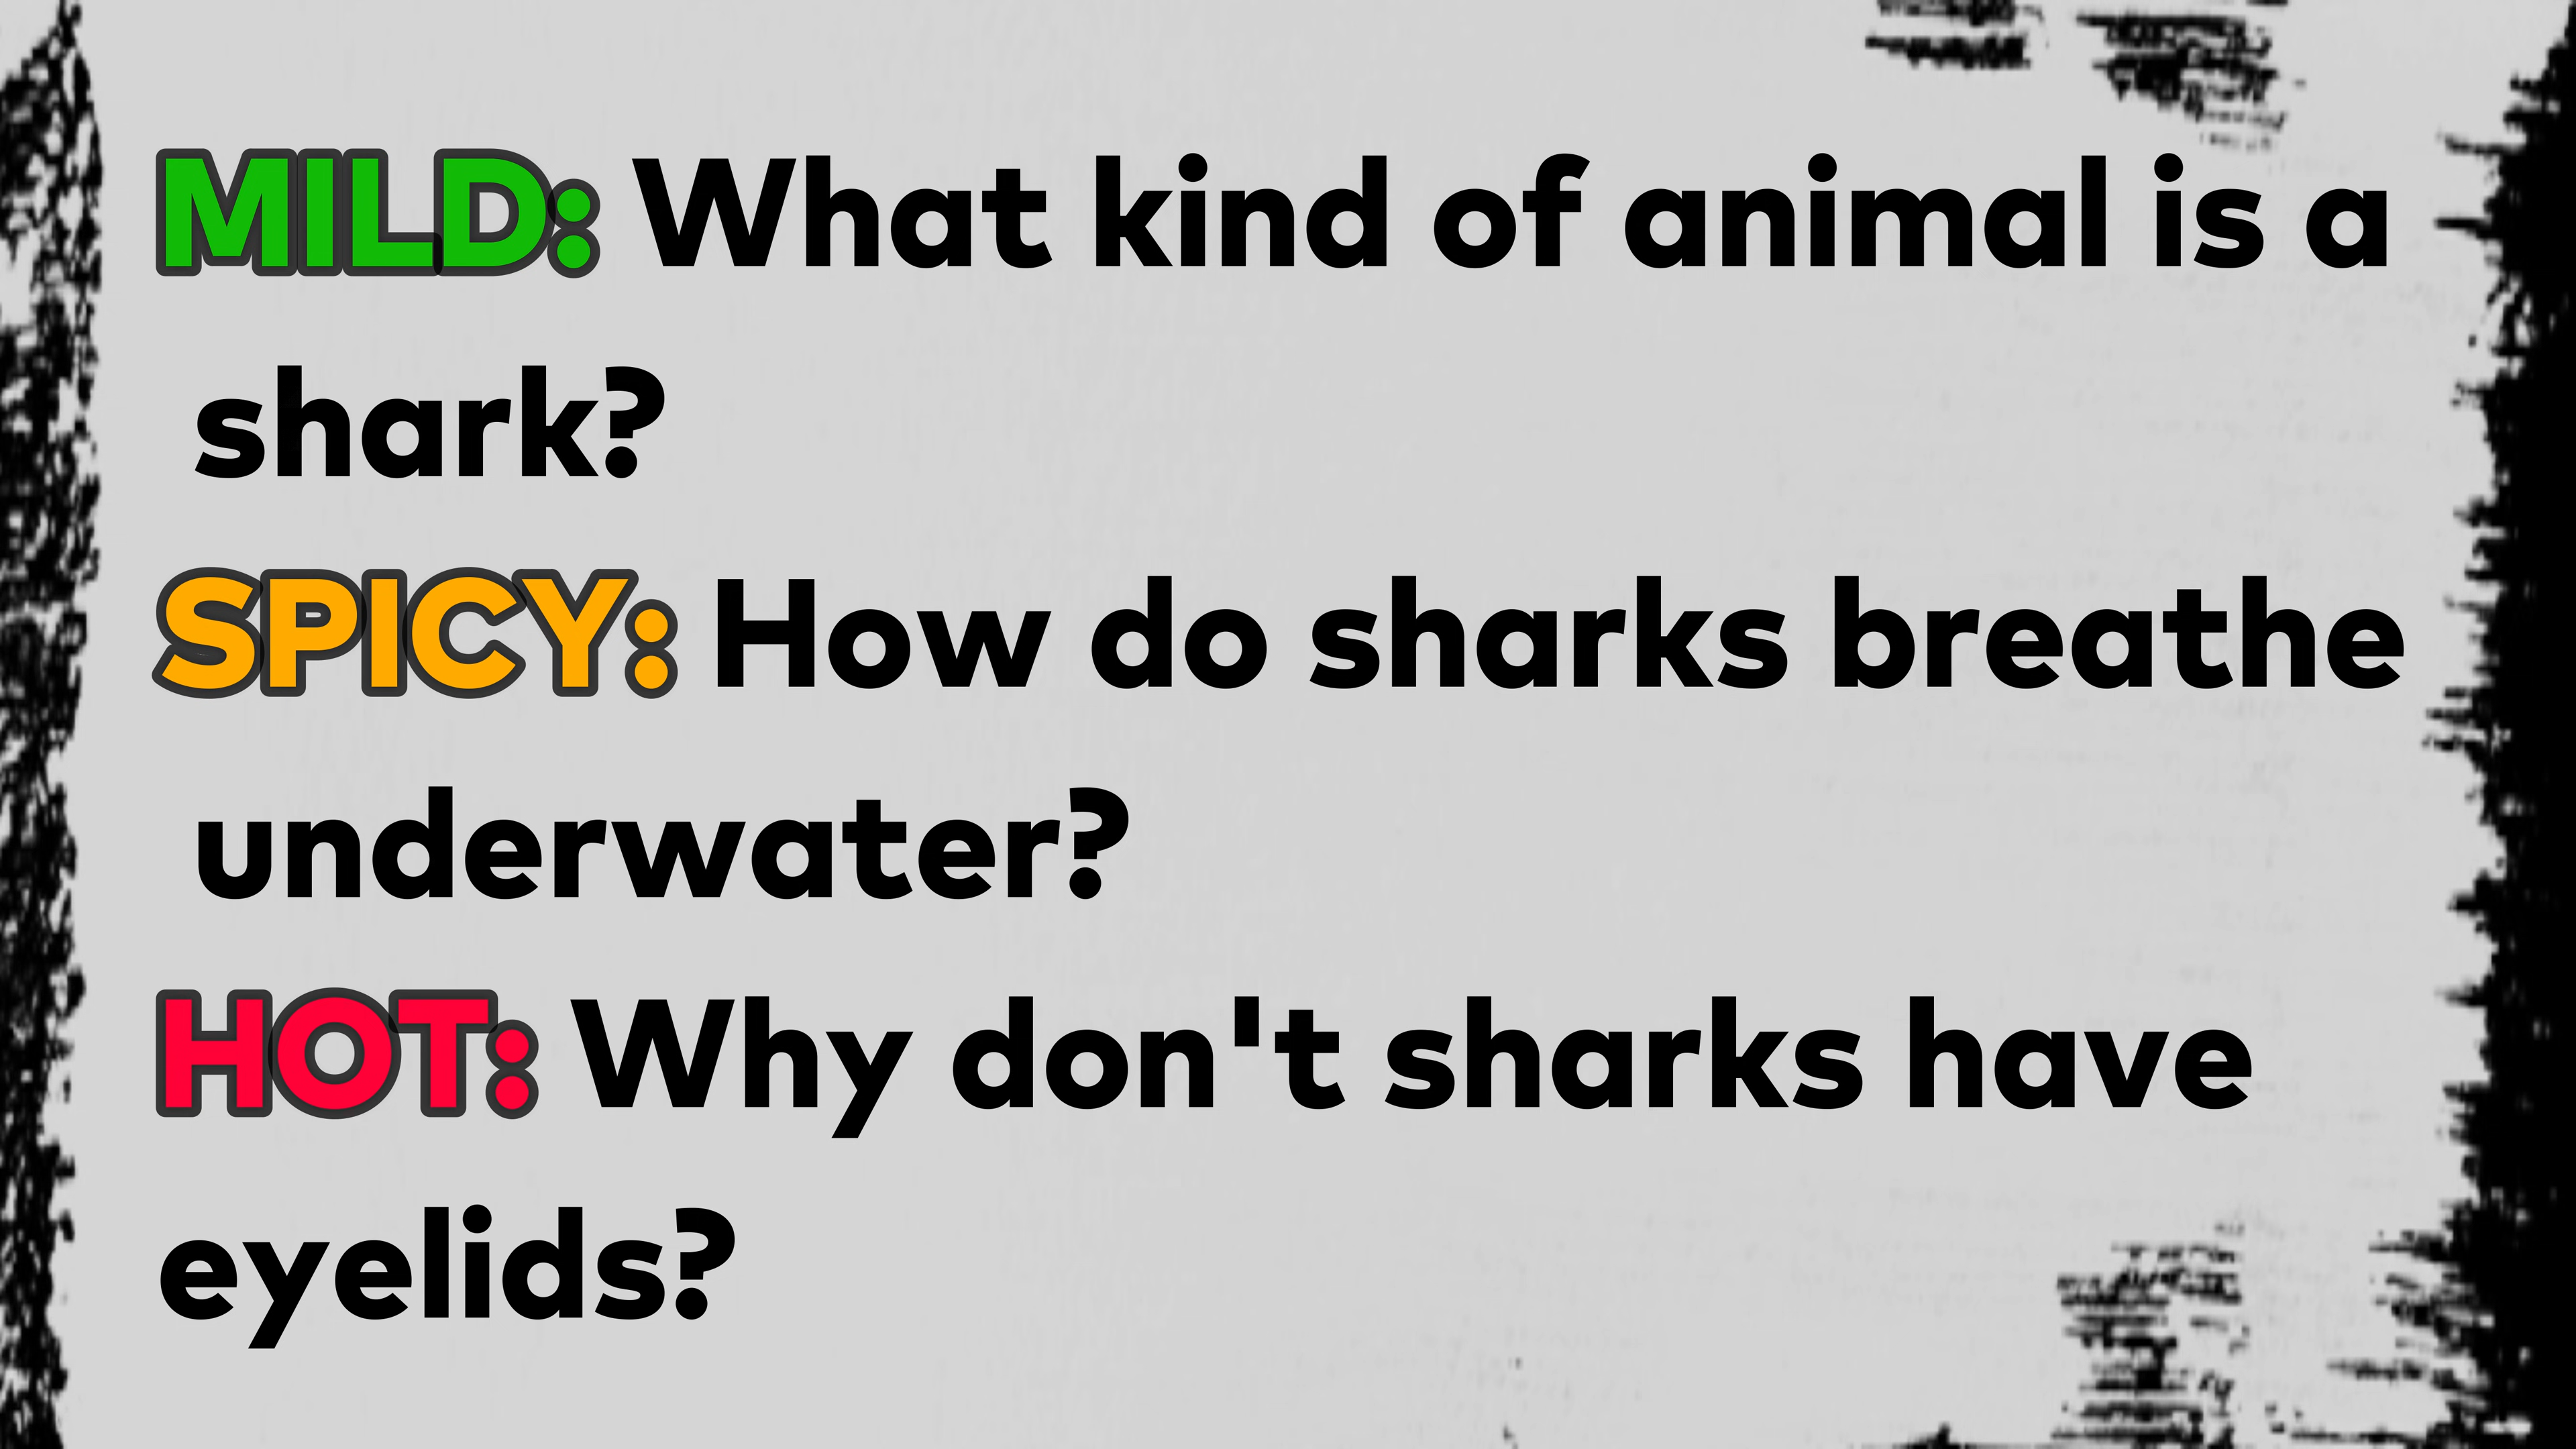 MILD: What kind of animal is a
shark?
SPICY: How do sharks breathe
underwater?
HOT: Why don't sharks have
eyelids?